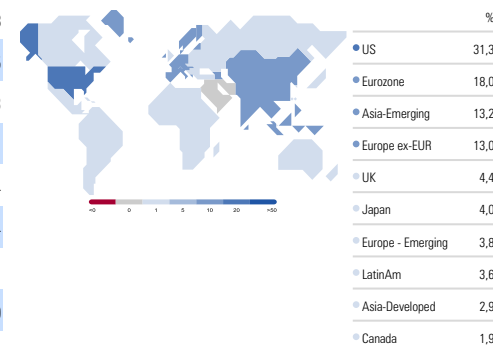 %
US 31,3
Eurozone 18,0
Asia-Emerging 13,2
Europe ex-EUR 13,0
UK 4,4
Japan 4,0
Europe - Emerging 3,8
LatinAm 3,6
Asia-Developed 2,9
Canada 1,9
<0 0 1 5 10 20 >50